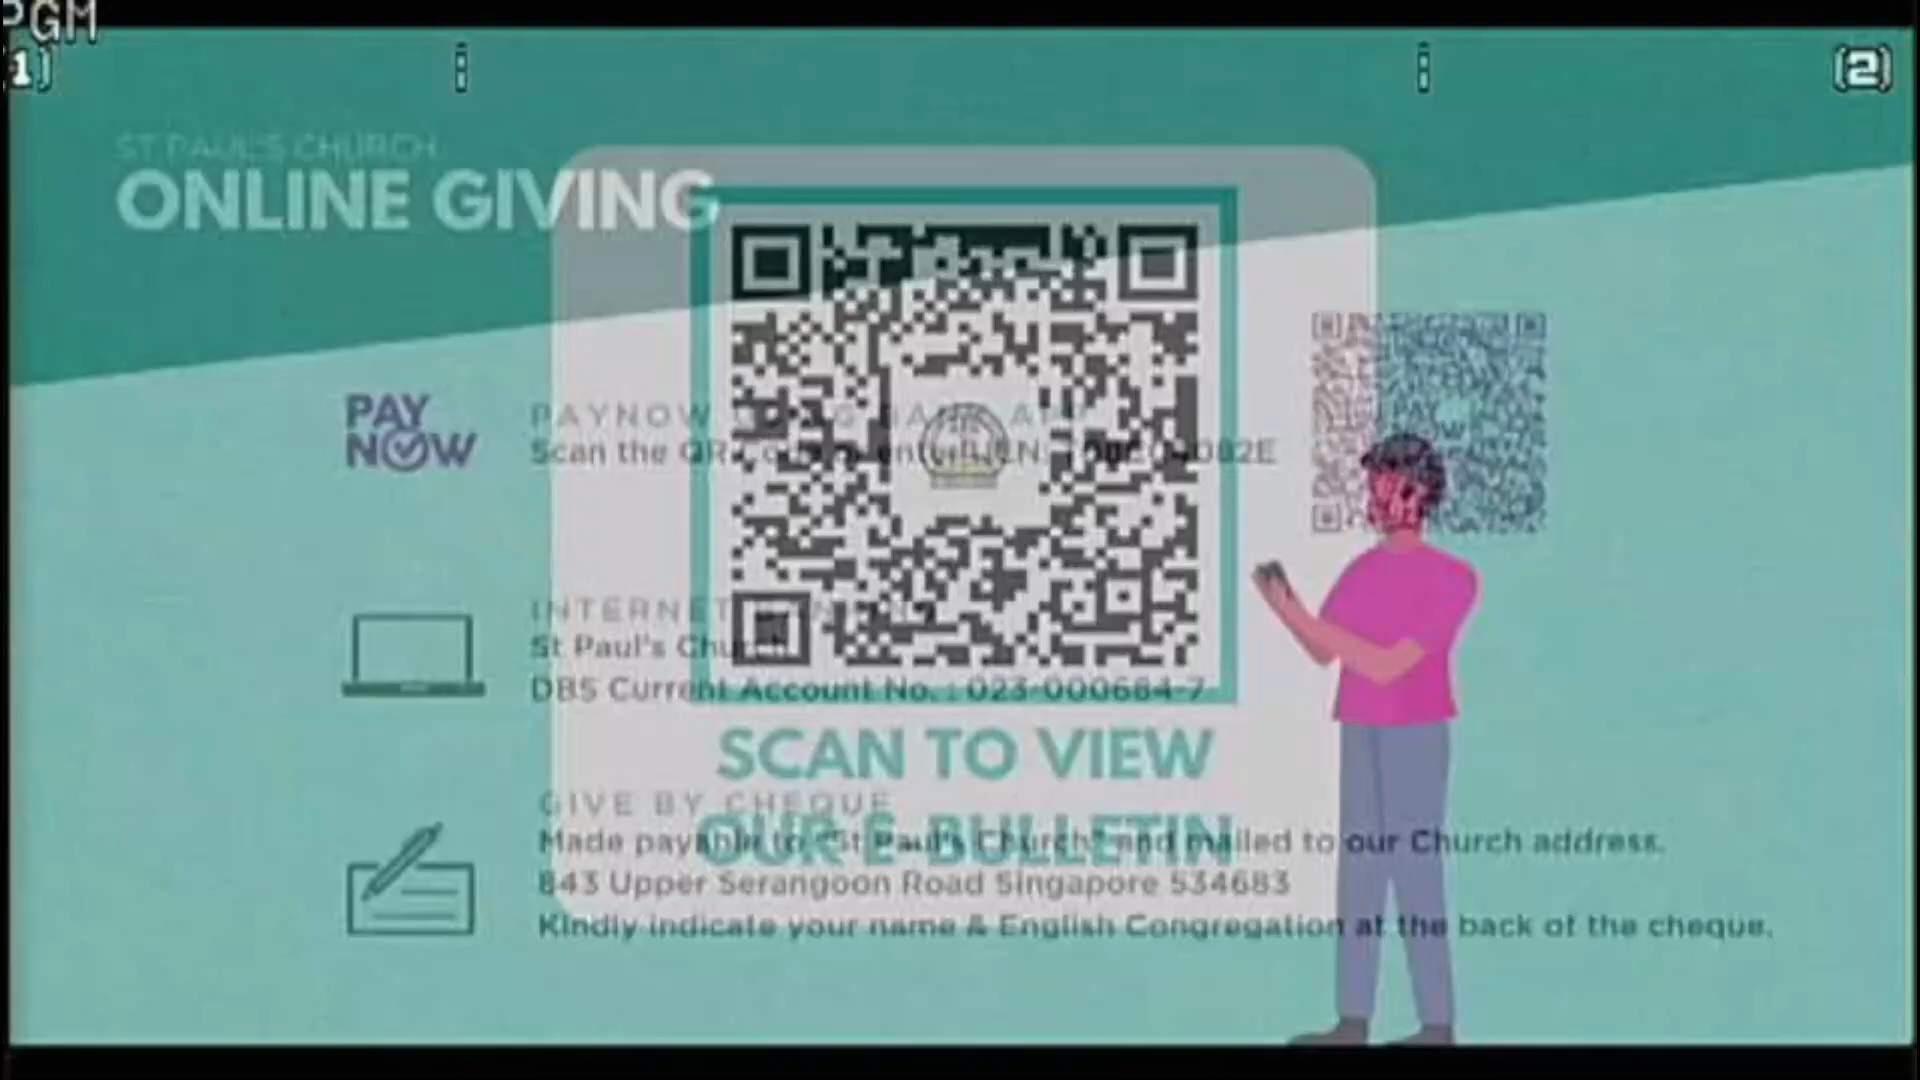 PGM
1)
(2)
ST PAUL'S CHURCH
ONLINE GIVING
PAY
NOW
PAYNOW BANK
Scan the QR
INTERNET
St Paul's Church
DBS Current Account No. : 023-000684-7
SCAN TO VIEW
OUR E-BULLETIN
GIVE BY CHEQUE
Made payable to "St Paul's Church" and mailed to our Church address.
843 Upper Serangoon Road Singapore 534683
Kindly indicate your name & English Congregation at the back of the cheque.